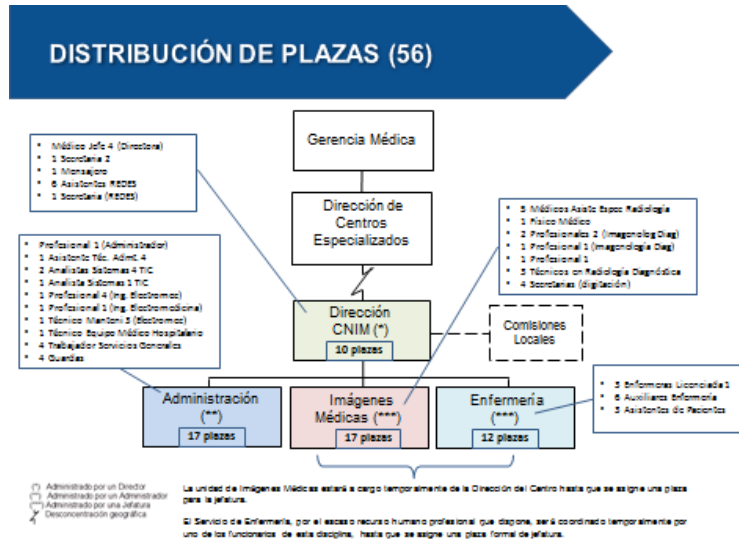 DISTRIBUCIÓN DE PLAZAS (56)
Gerencia Médica
Dirección de
Centros
Especializados
Dirección
CNIM (*)
10 plazas
Comisiones
Locales
Administración
(**)
17 plazas
Imágenes
Médicas (***)
17 plazas
Enfermería
(***)
12 plazas
• Médico Jefe 4 (Directora)
• 1 Secretaria 2
• 1 Mensajero
• 6 Asistentes REDES
• 1 Secretaria (REDES)
• Profesional 1 (Administrador)
• 1 Asistente Téc. Admt. 4
• 2 Analistas Sistemas 4 TIC
• 1 Analista Sistemas 1 TIC
• 1 Profesional 4 (Ing. Electromec)
• 1 Profesional 1 (Ing. Electromedicina)
• 1 Técnico Manteni 3 (Electromec)
• 1 Técnico Equipo Médico Hospitalario
• 4 Trabajador Servicios Generales
• 4 Guardas
• 5 Médicos Asiste Espec Radiología
• 1 Físico Médico
• 2 Profesionales 2 (Imagenolog Diag)
• 1 Profesional 1 (Imagenología Diag)
• 1 Profesional 1
• 3 Técnicos en Radiología Diagnóstica
• 4 Secretarias (digitación)
• 3 Enfermeras Licenciada 1
• 6 Auxiliares Enfermería
• 3 Asistentes de Pacientes
(*) Administrado por un Director
(**) Administrado por un Administrador
(***) Administrado por una Jefatura
Desconcentración geográfica
La unidad de Imágenes Médicas estará a cargo temporalmente de la Dirección del Centro hasta que se asigne una plaza
para la jefatura.
El Servicio de Enfermería, por el escaso recurso humano profesional que dispone, será coordinado temporalmente por
uno de los funcionarios de esta disciplina, hasta que se asigne una plaza formal de jefatura.